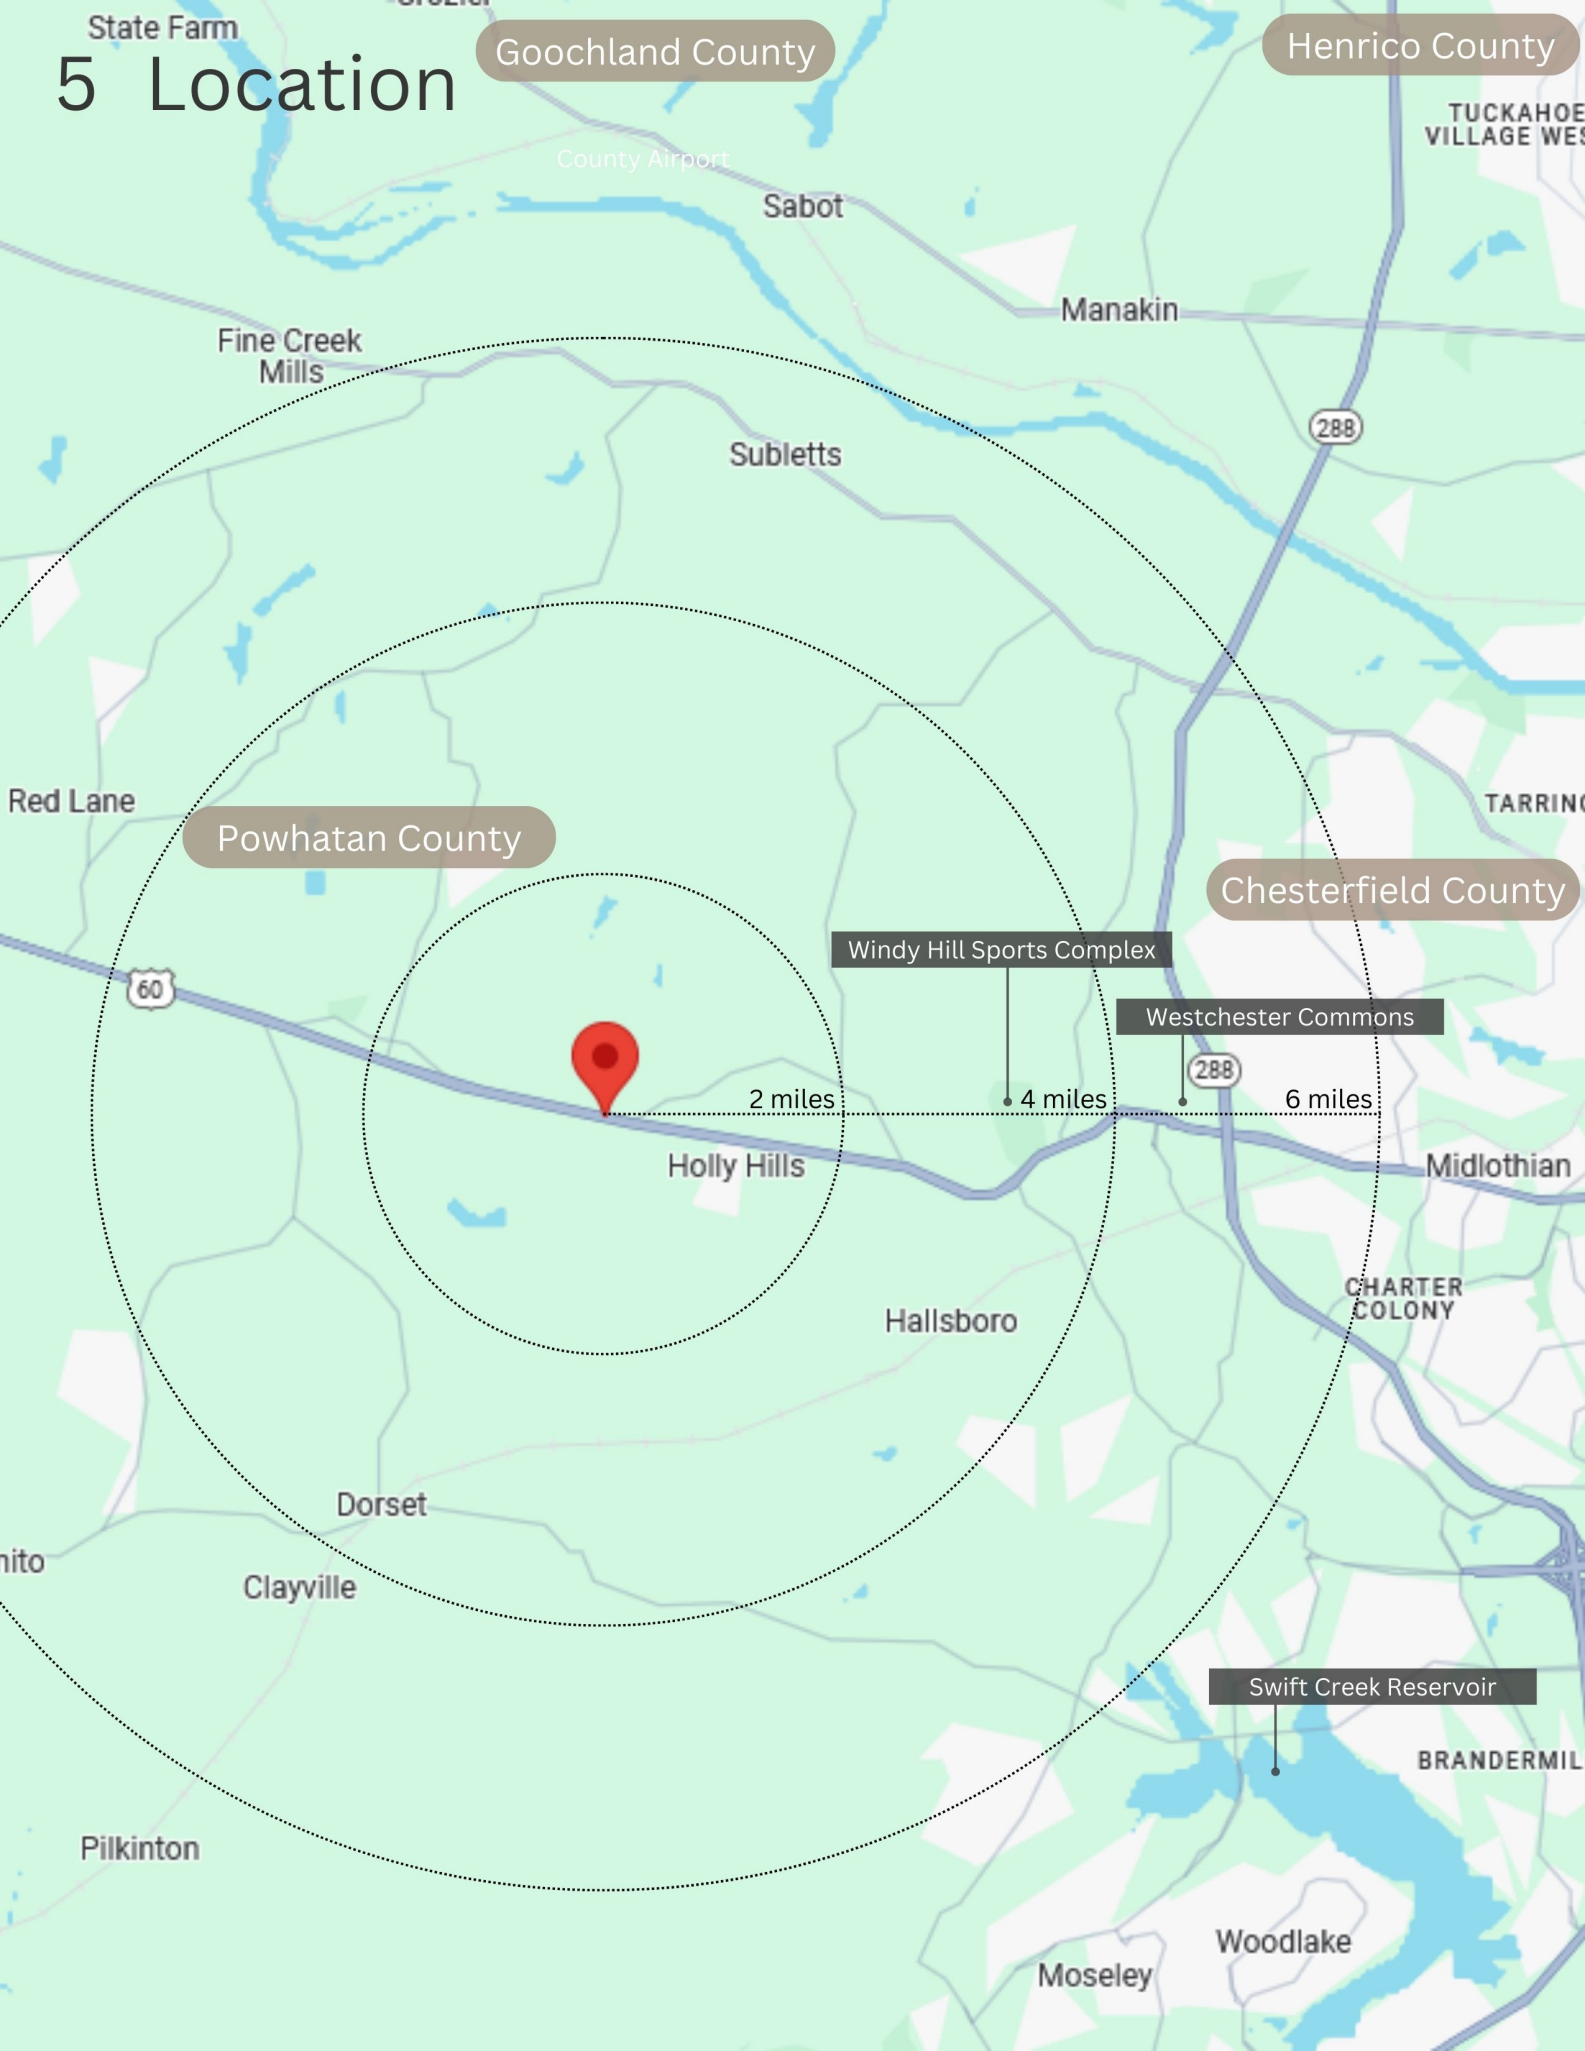 State Farm
Goochland County
Henrico County
5 Location
TUCKAHOE
VILLAGE WES
County Airport
Sabot
Manakin
Fine Creek
Mills
288
Subletts
Red Lane
TARRING
Powhatan County
Chesterfield County
Windy Hill Sports Complex
60
Westchester Commons
288
2 miles
4 miles
6 miles
Holly Hills
Midlothian
CHARTER
COLONY
Hallsboro
Dorset
Clayville
Swift Creek Reservoir
BRANDERMIL
Pilkinton
Woodlake
Moseley